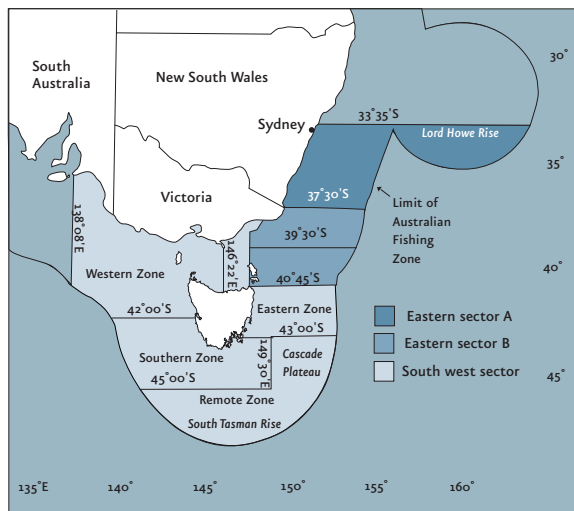 South
Australia
New South Wales
30°
33°35'S
Sydney
Lord Howe Rise
35°
Victoria
37°30'S
138°08'E
Limit of
Australian
Fishing
Zone
39°30'S
146°22'E
Western Zone
40°45'S
40°
42°00'S
Eastern Zone
43°00'S
Eastern sector A
Eastern sector B
South west sector
Southern Zone
149°30'E
Cascade
Plateau
45°00'S
45°
Remote Zone
South Tasman Rise
135°E
140°
145°
150°
155°
160°